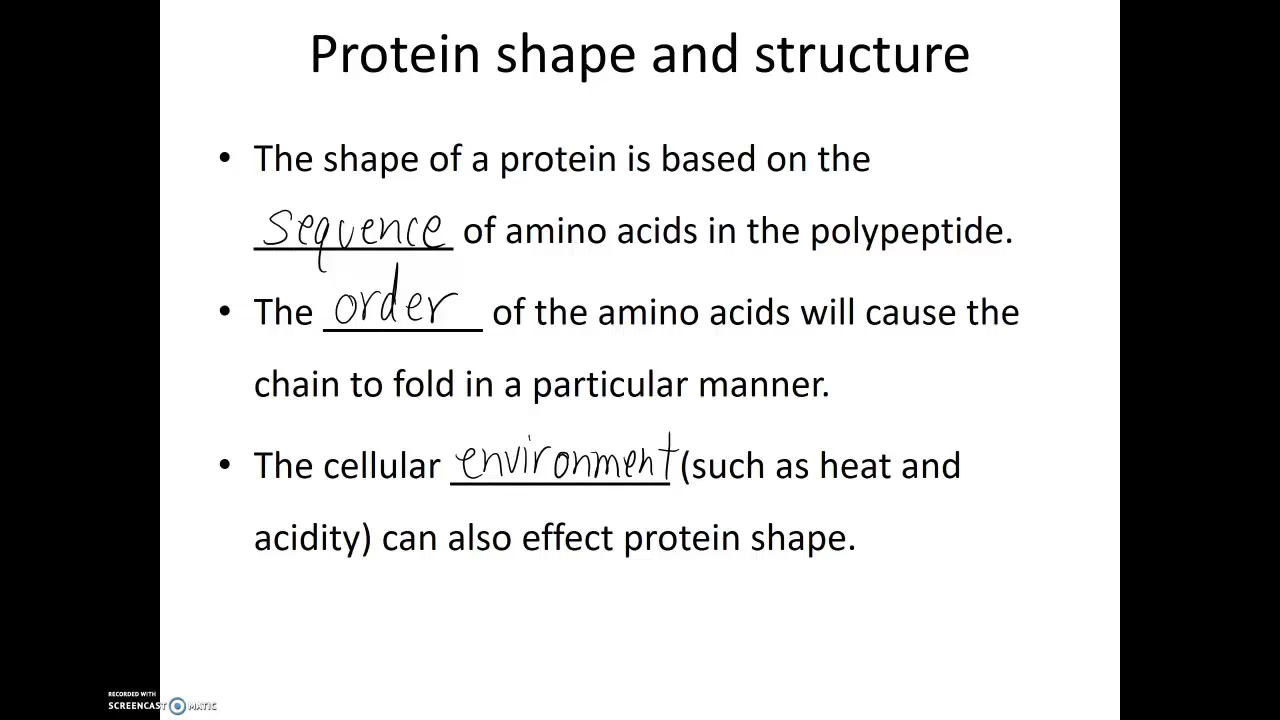 Protein shape and structure
• The shape of a protein is based on the
sequence of amino acids in the polypeptide.
• The order of the amino acids will cause the
chain to fold in a particular manner.
• The cellular environment (such as heat and
acidity) can also effect protein shape.
RECORDED WITH
SCREENCAST MATIC